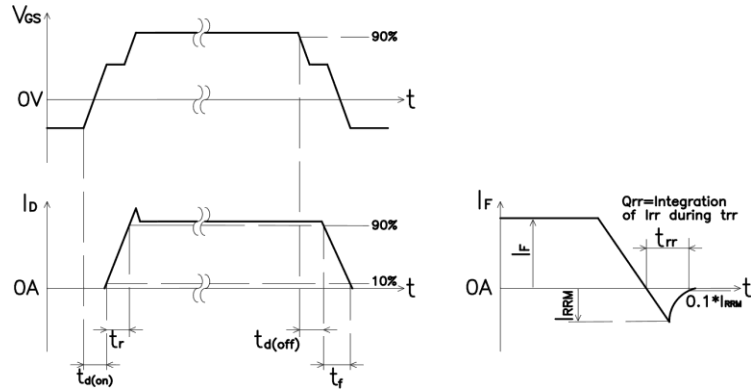 VGS
90%
0V
t
ID
90%
10%
0A
t
tr
td(off)
td(on)
tf
IF
Qrr=Integration
of Irr during trr
trr
IF
0A
t
IRRM
0.1*IRRM